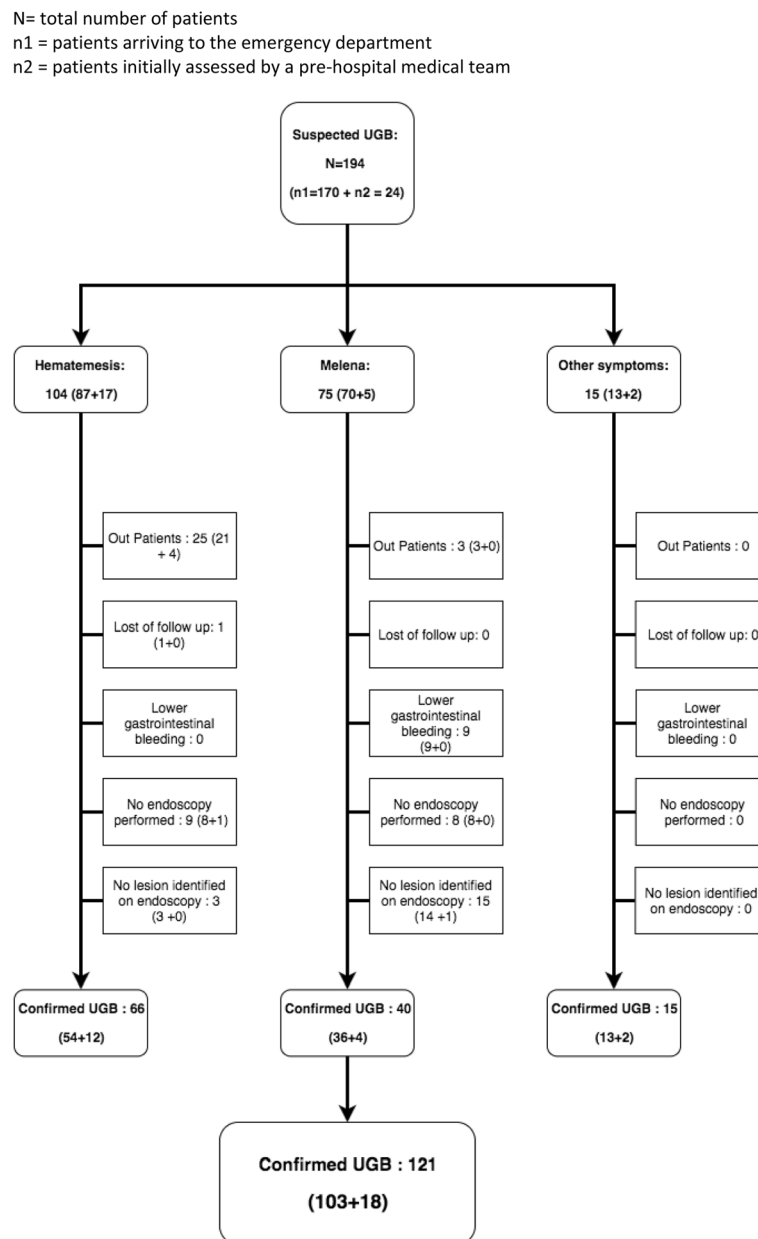 N= total number of patients
n1 = patients arriving to the emergency department
n2 = patients initially assessed by a pre-hospital medical team
Suspected UGB:
N=194
(n1=170 + n2 = 24)
Hematemesis:
104 (87+17)
Melena:
75 (70+5)
Other symptoms:
15 (13+2)
Out Patients : 25 (21
+ 4)
Out Patients : 3 (3+0)
Out Patients : 0
Lost of follow up: 1
(1+0)
Lost of follow up: 0
Lost of follow up: 0
Lower
gastrointestinal
bleeding : 0
Lower
gastrointestinal
bleeding : 9
(9+0)
Lower
gastrointestinal
bleeding : 0
No endoscopy
performed : 9 (8+1)
No endoscopy
performed : 8 (8+0)
No endoscopy
performed : 0
No lesion identified
on endoscopy : 3
(3 +0)
No lesion identified
on endoscopy : 15
(14 +1)
No lesion identified
on endoscopy : 0
Confirmed UGB : 66
(54+12)
Confirmed UGB : 40
(36+4)
Confirmed UGB : 15
(13+2)
Confirmed UGB : 121
(103+18)